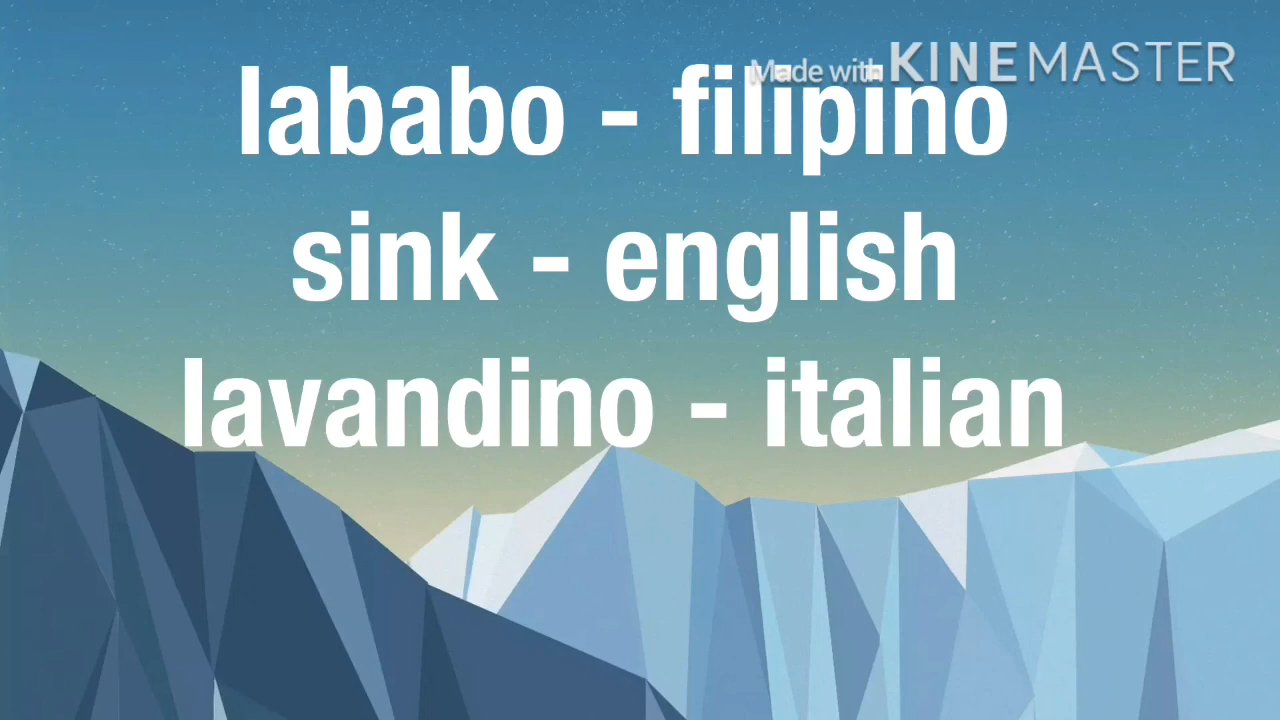 Made with KINEMASTER
lababo - filipino
sink - english
lavandino - italian